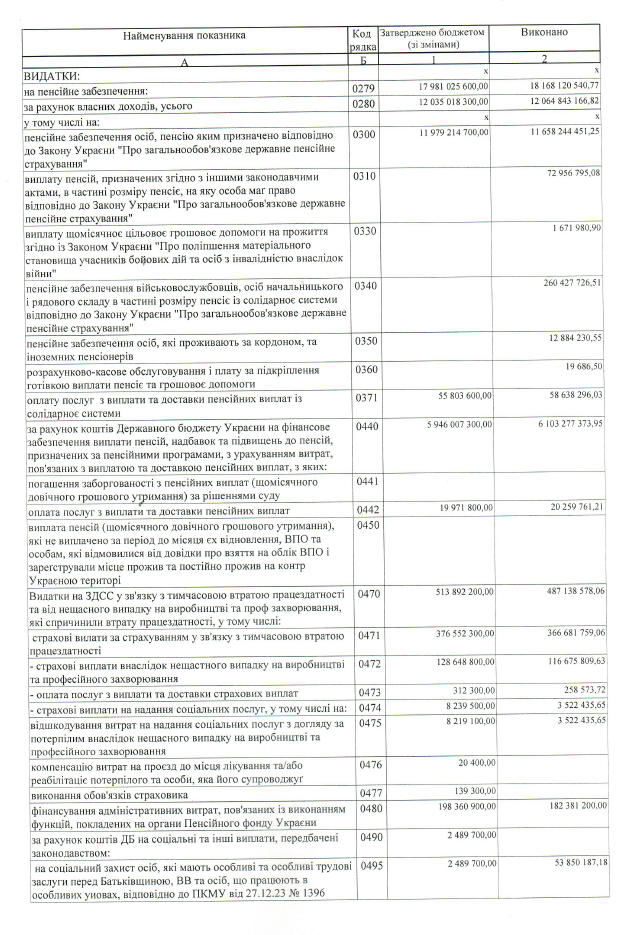 Найменування показника
Код рядка
Затверджено бюджетом (зі змінами)
Виконано
А Б 1 2
ВИДАТКИ: х х
на пенсійне забезпечення: 0279 17 981 025 600,00 18 168 120 540,77
за рахунок власних доходів, усього 0280 12 035 018 300,00 12 064 843 166,82
у тому числі на: х х
пенсійне забезпечення осіб, пенсію яким призначено відповідно 0300 11 979 214 700,00 11 658 244 451,25
до Закону Украєни "Про загальнообов'язкове державне пенсійне
страхування"
виплату пенсій, призначених згідно з іншими законодавчими 0310 72 956 795,08
актами, в частині розміру пенсіє, на яку особа маг право
відповідно до Закону Украєни "Про загальнообов'язкове державне
пенсійне страхування"
виплату щомісячноє цільовоє грошовоє допомоги на прожиття 0330 1 671 980,90
згідно із Законом Украєни "Про поліпшення матеріального
становища учасників бойових дій та осіб з інвалідністю внаслідок
війни"
пенсійне забезпечення військовослужбовців, осіб начальницького 0340 260 427 726,51
і рядового складу в частині розміру пенсіє із солідарноє системи
відповідно до Закону Украєни "Про загальнообов'язкове державне
пенсійне страхування"
пенсійне забезпечення осіб, які проживають за кордоном, та 0350 12 884 230,55
іноземних пенсіонерів
розрахунково-касове обслуговування і плату за підкріплення 0360 19 686,50
готівкою виплати пенсіє та грошовоє допомоги
оплату послуг з виплати та доставки пенсійних виплат із 0371 55 803 600,00 58 638 296,03
солідарноє системи
за рахунок коштів Державного бюджету Украєни на фінансове 0440 5 946 007 300,00 6 103 277 373,95
забезпечення виплати пенсій, надбавок та підвищень до пенсій,
призначених за пенсійними програмами, з урахуванням витрат,
пов'язаних з виплатою та доставкою пенсійних виплат, з яких:
погашення заборгованості з пенсійних виплат (щомісячного 0441
довічного грошового утримання) за рішеннями суду
оплата послуг з виплати та доставки пенсійних виплат 0442 19 971 800,00 20 259 761,21
виплата пенсій (щомісячного довічного грошового утримання), 0450
які не виплачено за період до місяця єх відновлення, ВПО та
особам, які відмовилися від довідки про взяття на облік ВПО і
зарегстрували місце прожив та постійно прожив на контр
Украєною територі
Видатки на ЗДСС у зв'язку з тимчасовою втратою працездатності 0470 513 892 200,00 487 138 578,06
та від нещасного випадку на виробництві та проф захворювання,
які спричинили втрату працездатності, у тому числі:
страхові вилати за страхуванням у зв'язку з тимчасовою втратою 0471 376 552 300,00 366 681 759,06
працездатності
- страхові виплати внаслідок нещастного випадку на виробництві 0472 128 648 800,00 116 675 809,63
та професійного захворювання
- оплата послуг з виплати та доставки страхових виплат 0473 312 300,00 258 573,72
- страхові виплати на надання соціальних послуг, у тому числі на: 0474 8 239 500,00 3 522 435,65
відшкодування витрат на надання соціальних послуг з догляду за 0475 8 219 100,00 3 522 435,65
потерпілим внаслідок нещасного випадку на виробництві та
професійного захворювання
компенсацію витрат на проєзд до місця лікування та/або 0476 20 400,00
реабілітаціє потерпілого та особи, яка його супроводжуг
виконання обов'язків страховика 0477 139 300,00
фінансування адміністративних витрат, пов'язаних із виконанням 0480 198 360 900,00 182 381 200,00
функцій, покладених на органи Пенсійного фонду Украєни
за рахунок коштів ДБ на соціальні та інші виплати, передбачені 0490 2 489 700,00
законодавством:
на соціальний захист осіб, які мають особливі та особливі трудові 0495 2 489 700,00 53 850 187,18
заслуги перед Батьківщиною, ВВ та осіб, що працюють в
особливих уиовах, відповідно до ПКМУ від 27.12.23 № 1396